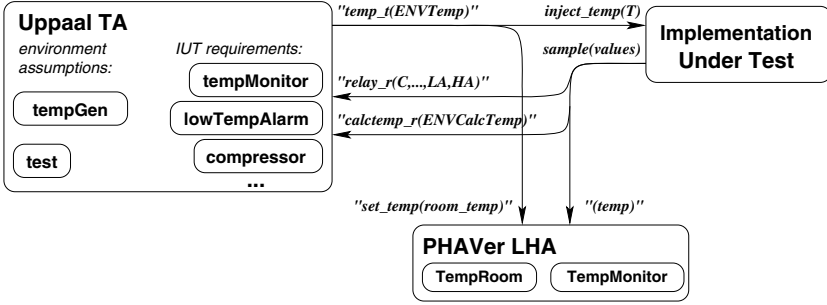 Uppaal TA
environment
assumptions:
IUT requirements:
tempGen
test
tempMonitor
lowTempAlarm
compressor
...
"temp_t(ENVTemp)"
inject_temp(T)
sample(values)
"relay_r(C,...,LA,HA)"
"calctemp_r(ENVCalcTemp)"
Implementation
Under Test
"set_temp(room_temp)"
"(temp)"
PHAVer LHA
TempRoom
TempMonitor